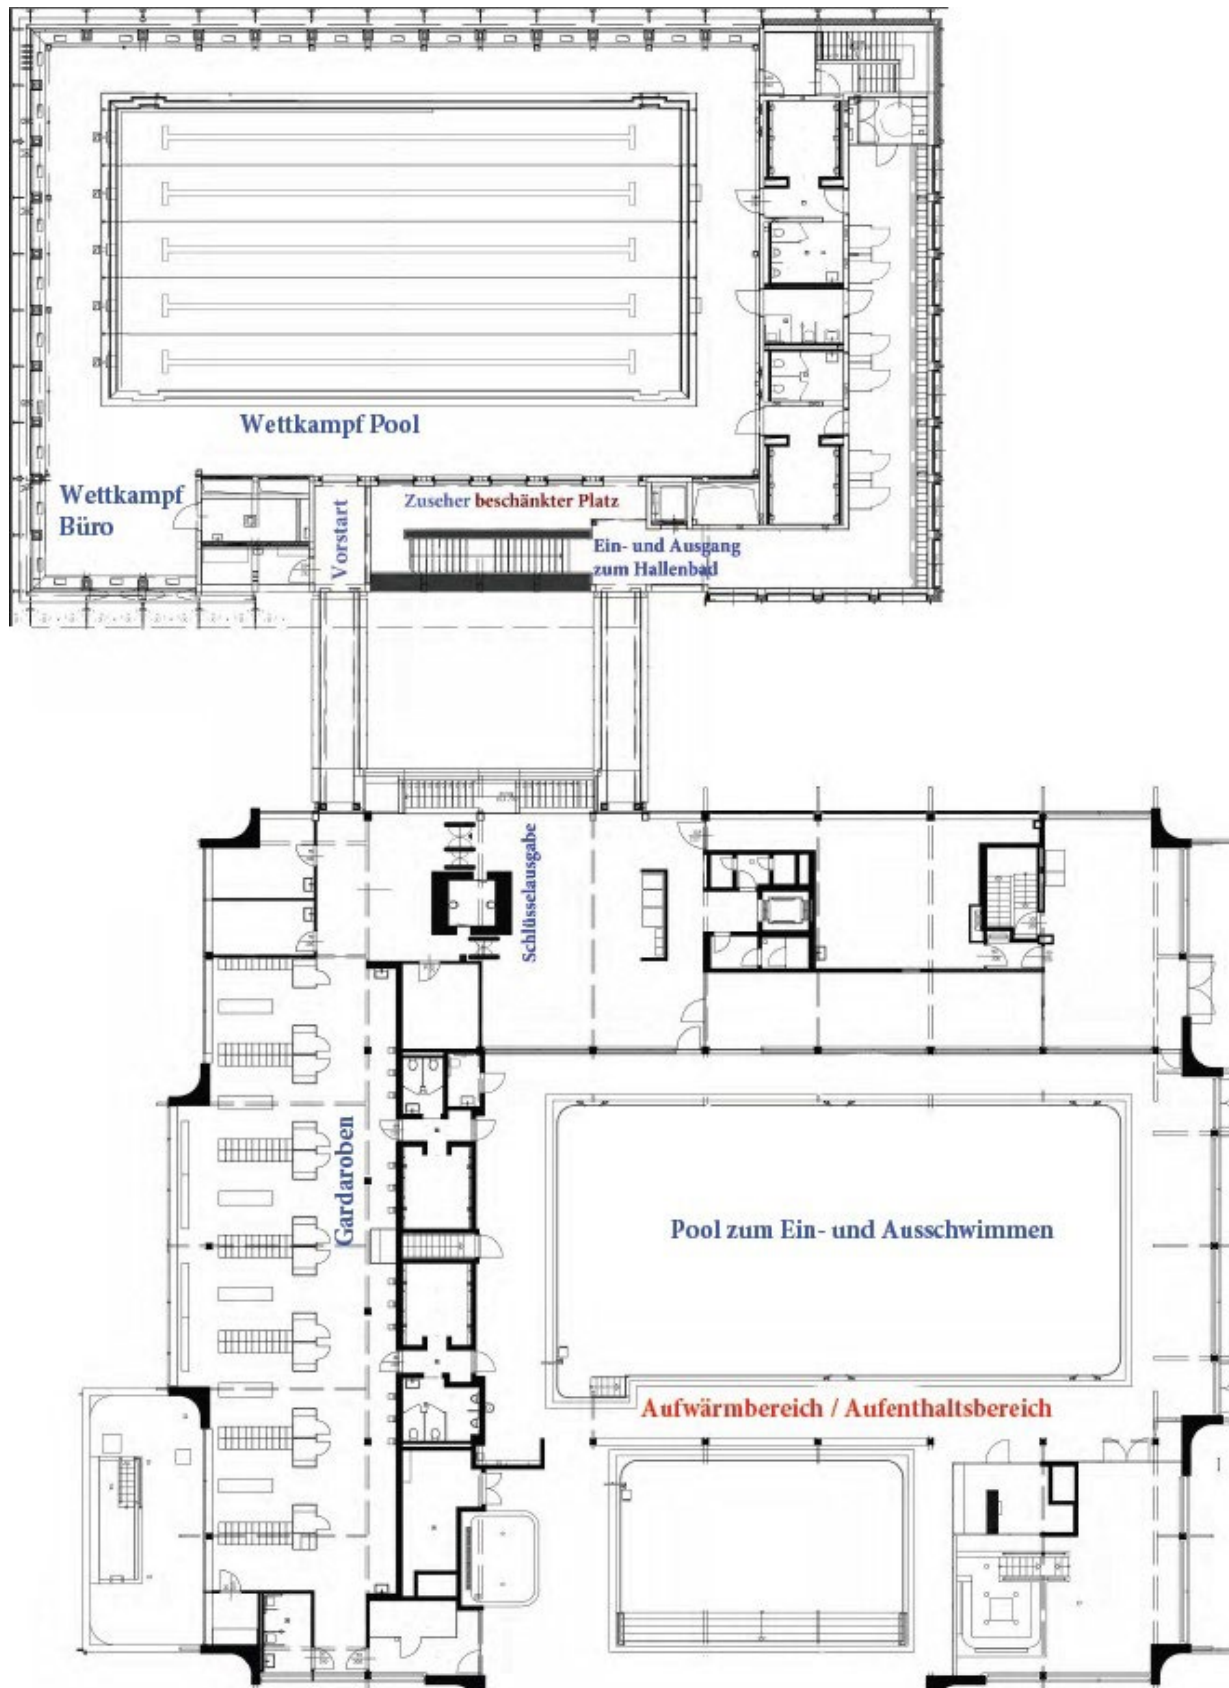 Wettkampf Pool
Wettkampf
Büro
Vorstart
Zuseher beschänkter Platz
Ein- und Ausgang
zum Hallenbad
Schlüsselausgabe
Gardaroben
Pool zum Ein- und Ausschwimmen
Aufwärmbereich / Aufenthaltsbereich